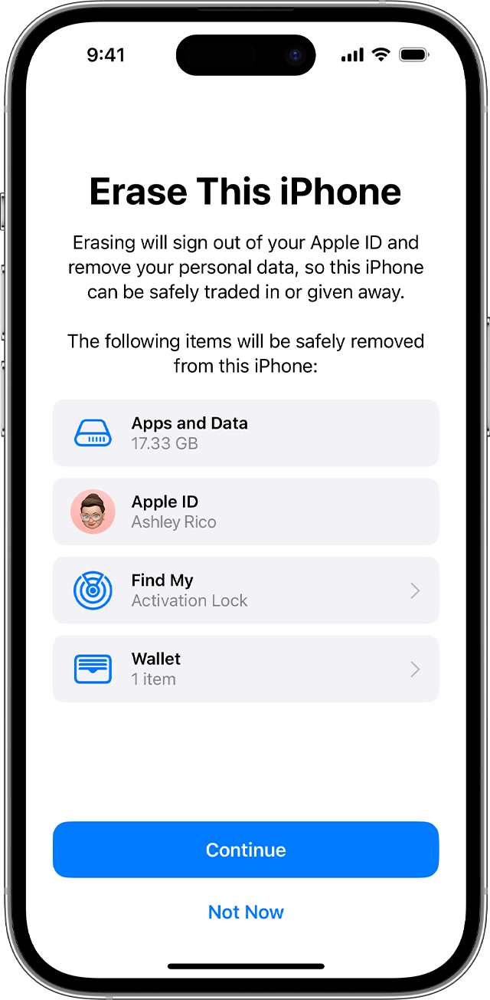 9:41
Erase This iPhone
Erasing will sign out of your Apple ID and
remove your personal data, so this iPhone
can be safely traded in or given away.
The following items will be safely removed
from this iPhone:
Apps and Data
17.33 GB
Apple ID
Ashley Rico
Find My
Activation Lock
Wallet
1 item
Continue
Not Now